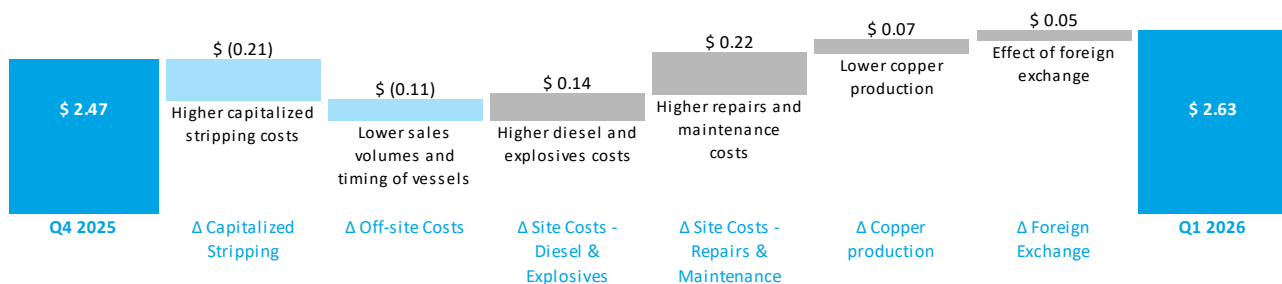 $ 2.47
$ (0.21)
Higher capitalized
stripping costs
$ (0.11)
Lower sales
volumes and
timing of vessels
$ 0.14
Higher diesel and
explosives costs
$ 0.22
Higher repairs and
maintenance
costs
$ 0.07
Lower copper
production
$ 0.05
Effect of foreign
exchange
$ 2.63
Q4 2025
Δ Capitalized
Stripping
Δ Off-site Costs
Δ Site Costs -
Diesel &
Explosives
Δ Site Costs -
Repairs &
Maintenance
Δ Copper
production
Δ Foreign
Exchange
Q1 2026